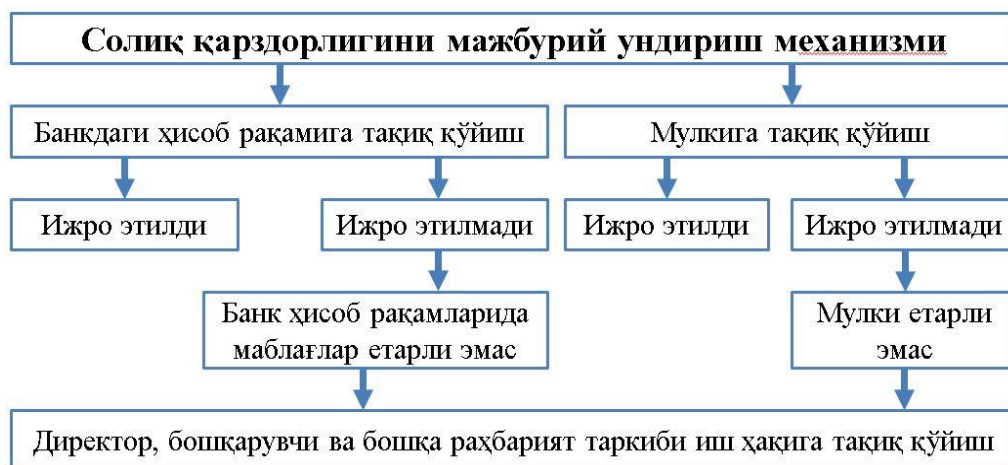 Солиқ қарздорлигини мажбурий ундириш механизми
Банкдаги ҳисоб рақамига тақиқ қўйиш
Мулкига тақиқ қўйиш
Ижро этилди
Ижро этилмади
Ижро этилди
Ижро этилмади
Банк ҳисоб рақамларида
маблағлар етарли эмас
Мулки етарли
эмас
Директор, бошқарувчи ва бошқа раҳбарият таркиби иш ҳақига тақиқ қўйиш